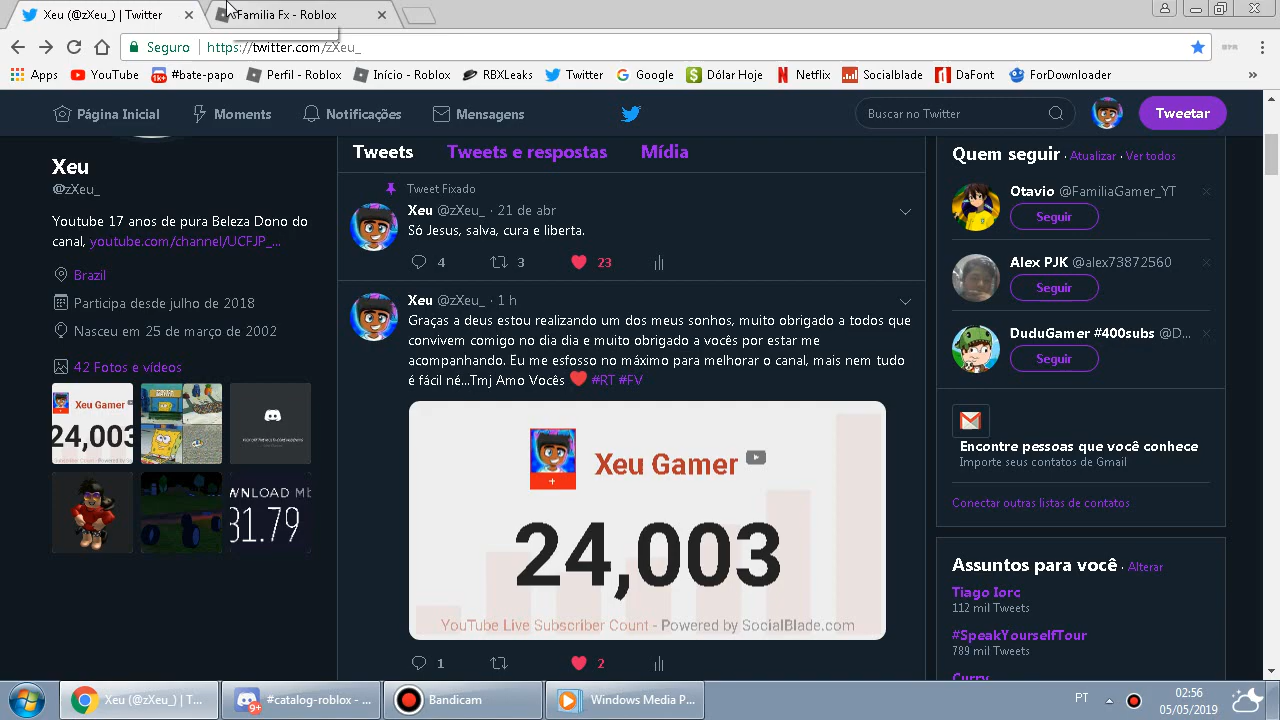 Xeu (@zXeu_) | Twitter
Familia Fx - Roblox
Seguro
https://twitter.com/zXeu_
Apps
YouTube
#bate-papo
Perfil - Roblox
Início - Roblox
RBXLeaks
Twitter
Google
Dólar Hoje
Netflix
Socialblade
DaFont
ForDownloader
»
Página Inicial
Moments
Notificações
Mensagens
Buscar no Twitter
Tweetar
Xeu
@zXeu_
Youtube 17 anos de pura Beleza Dono do
canal, youtube.com/channel/UCFJP_...
Brazil
Participa desde julho de 2018
Nasceu em 25 de março de 2002
42 Fotos e vídeos
Xeu Gamer
24,003
WNLOAD Mb
31.79
Tweets
Tweets e respostas
Mídia
Tweet Fixado
Xeu @zXeu_ · 21 de abr
Só Jesus, salva, cura e liberta.
4
3
23
Xeu @zXeu_ · 1 h
Graças a deus estou realizando um dos meus sonhos, muito obrigado a todos que
convivem comigo no dia dia e muito obrigado a vocês por estar me
acompanhando. Eu me esfosso no máximo para melhorar o canal, mais nem tudo
é fácil né...Tmj Amo Vocês ❤ #RT #FV
Xeu Gamer
24,003
YouTube Live Subscriber Count - Powered by SocialBlade.com
1
2
Quem seguir · Atualizar · Ver todos
Otavio @FamiliaGamer_YT
Seguir
Alex PJK @alex73872560
Seguir
DuduGamer #400subs @D...
Seguir
Encontre pessoas que você conhece
Importe seus contatos de Gmail
Conectar outras listas de contatos
Assuntos para você · Alterar
Tiago Iorc
112 mil Tweets
#SpeakYourselfTour
789 mil Tweets
Curry
Xeu (@zXeu_) | T...
9+
#catalog-roblox - ...
Bandicam
Windows Media P...
PT
02:56
05/05/2019